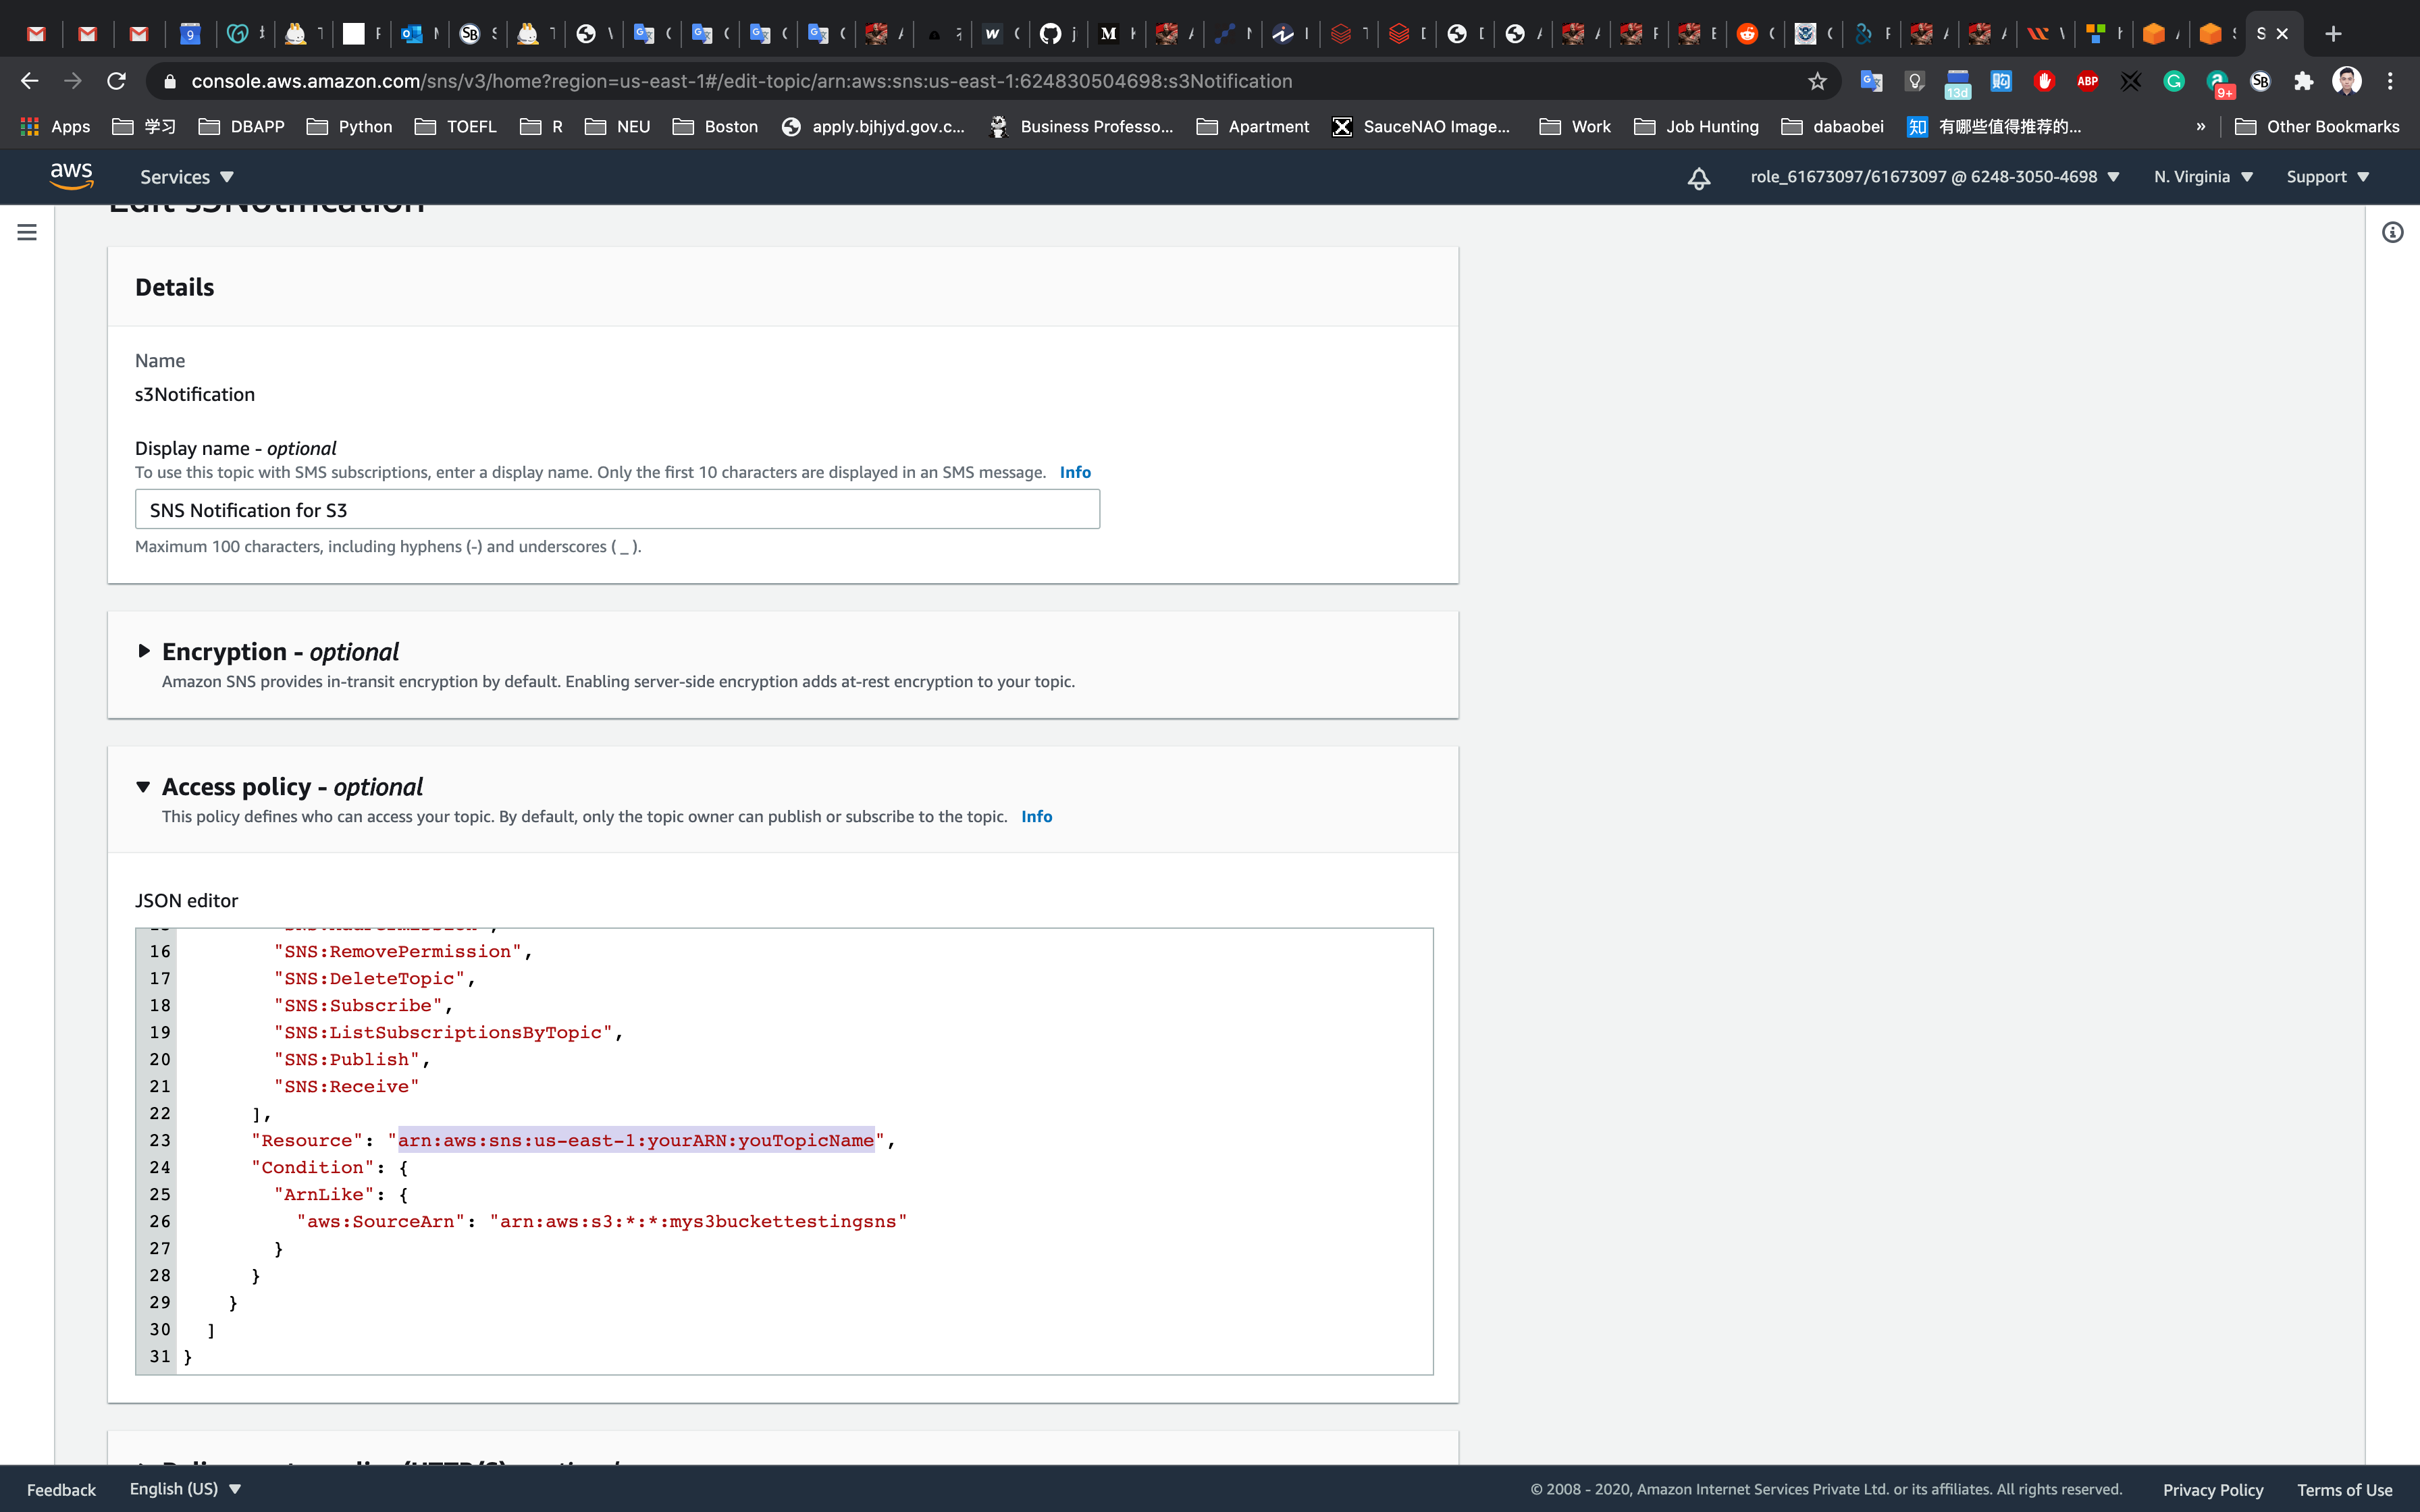 console.aws.amazon.com/sns/v3/home?region=us-east-1#/edit-topic/arn:aws:sns:us-east-1:624830504698:s3Notification
13d
ABP
9+
Apps
学习
DBAPP
Python
TOEFL
R
NEU
Boston
apply.bjhjyd.gov.c...
Business Professo...
Apartment
SauceNAO Image...
Work
Job Hunting
dabaobei
有哪些值得推荐的...
»
Other Bookmarks
aws
Services
role_61673097/61673097 @ 6248-3050-4698
N. Virginia
Support
Edit s3Notification
Details
Name
s3Notification
Display name - optional
To use this topic with SMS subscriptions, enter a display name. Only the first 10 characters are displayed in an SMS message. Info
SNS Notification for S3
Maximum 100 characters, including hyphens (-) and underscores ( _ ).
Encryption - optional
Amazon SNS provides in-transit encryption by default. Enabling server-side encryption adds at-rest encryption to your topic.
Access policy - optional
This policy defines who can access your topic. By default, only the topic owner can publish or subscribe to the topic. Info
JSON editor
16 "SNS:RemovePermission",
17 "SNS:DeleteTopic",
18 "SNS:Subscribe",
19 "SNS:ListSubscriptionsByTopic",
20 "SNS:Publish",
21 "SNS:Receive"
22 ],
23 "Resource": "arn:aws:sns:us-east-1:yourARN:youTopicName",
24 "Condition": {
25 "ArnLike": {
26 "aws:SourceArn": "arn:aws:s3:*:*:mys3buckettestingsns"
27 }
28 }
29 }
30 ]
31 }
Feedback
English (US)
© 2008 - 2020, Amazon Internet Services Private Ltd. or its affiliates. All rights reserved.
Privacy Policy
Terms of Use